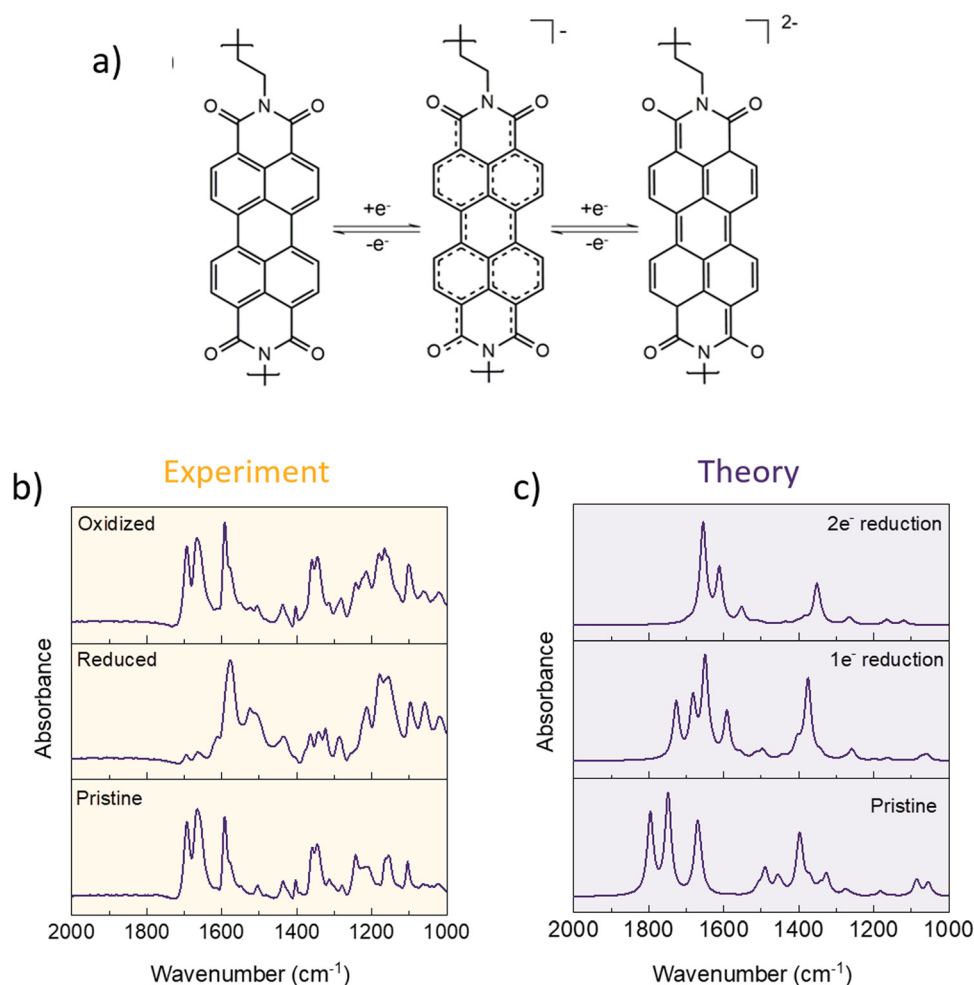 a)
]-
]2-
O N O
O N O
O N O
+e-
-e-
+e-
-e-
O N O
O N O
O N O
Experiment
Theory
b)
c)
Oxidized
Reduced
Pristine
Absorbance
2000 1800 1600 1400 1200 1000
Wavenumber (cm-1)
2e- reduction
1e- reduction
Pristine
Absorbance
2000 1800 1600 1400 1200 1000
Wavenumber (cm-1)